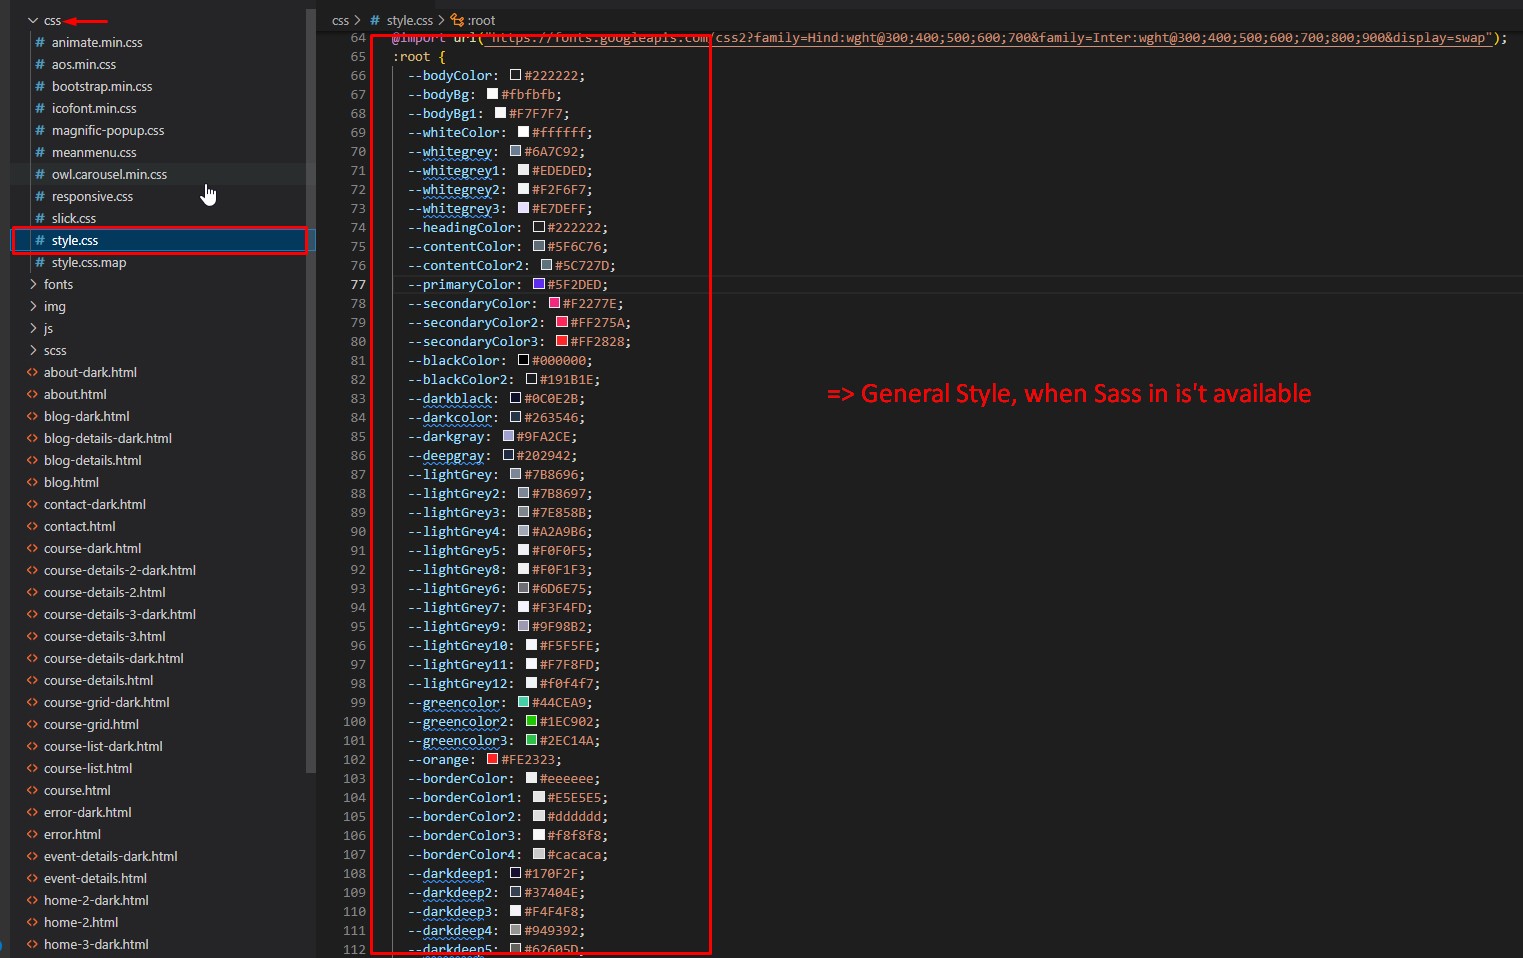 css
animate.min.css
aos.min.css
bootstrap.min.css
icofont.min.css
magnific-popup.css
meanmenu.css
owl.carousel.min.css
responsive.css
slick.css
style.css
style.css.map
fonts
img
js
scss
about-dark.html
about.html
blog-dark.html
blog-details-dark.html
blog-details.html
blog.html
contact-dark.html
contact.html
course-dark.html
course-details-2-dark.html
course-details-2.html
course-details-3-dark.html
course-details-3.html
course-details-dark.html
course-details.html
course-grid-dark.html
course-grid.html
course-list-dark.html
course-list.html
course.html
error-dark.html
error.html
event-details-dark.html
event-details.html
home-2-dark.html
home-2.html
home-3-dark.html
css > # style.css > :root
64 @import url("https://fonts.googleapis.com/css2?family=Hind:wght@300;400;500;600;700&family=Inter:wght@300;400;500;600;700;800;900&display=swap");
65 :root {
66 --bodyColor: #222222;
67 --bodyBg: #fbfbfb;
68 --bodyBg1: #F7F7F7;
69 --whiteColor: #ffffff;
70 --whitegrey: #6A7C92;
71 --whitegrey1: #EDEDED;
72 --whitegrey2: #F2F6F7;
73 --whitegrey3: #E7DEFF;
74 --headingColor: #222222;
75 --contentColor: #5F6C76;
76 --contentColor2: #5C727D;
77 --primaryColor: #5F2DED;
78 --secondaryColor: #F2277E;
79 --secondaryColor2: #FF275A;
80 --secondaryColor3: #FF2828;
81 --blackColor: #000000;
82 --blackColor2: #191B1E;
83 --darkblack: #0C0E2B;
84 --darkcolor: #263546;
85 --darkgray: #9FA2CE;
86 --deepgray: #202942;
87 --lightGrey: #7B8696;
88 --lightGrey2: #7B8697;
89 --lightGrey3: #7E858B;
90 --lightGrey4: #A2A9B6;
91 --lightGrey5: #F0F0F5;
92 --lightGrey8: #F0F1F3;
93 --lightGrey6: #6D6E75;
94 --lightGrey7: #F3F4FD;
95 --lightGrey9: #9F98B2;
96 --lightGrey10: #F5F5FE;
97 --lightGrey11: #F7F8FD;
98 --lightGrey12: #f0f4f7;
99 --greencolor: #44CEA9;
100 --greencolor2: #1EC902;
101 --greencolor3: #2EC14A;
102 --orange: #FE2323;
103 --borderColor: #eeeeee;
104 --borderColor1: #E5E5E5;
105 --borderColor2: #dddddd;
106 --borderColor3: #f8f8f8;
107 --borderColor4: #cacaca;
108 --darkdeep1: #170F2F;
109 --darkdeep2: #37404E;
110 --darkdeep3: #F4F4F8;
111 --darkdeep4: #949392;
112 --darkdeep5: #62605D;
=> General Style, when Sass in is't available